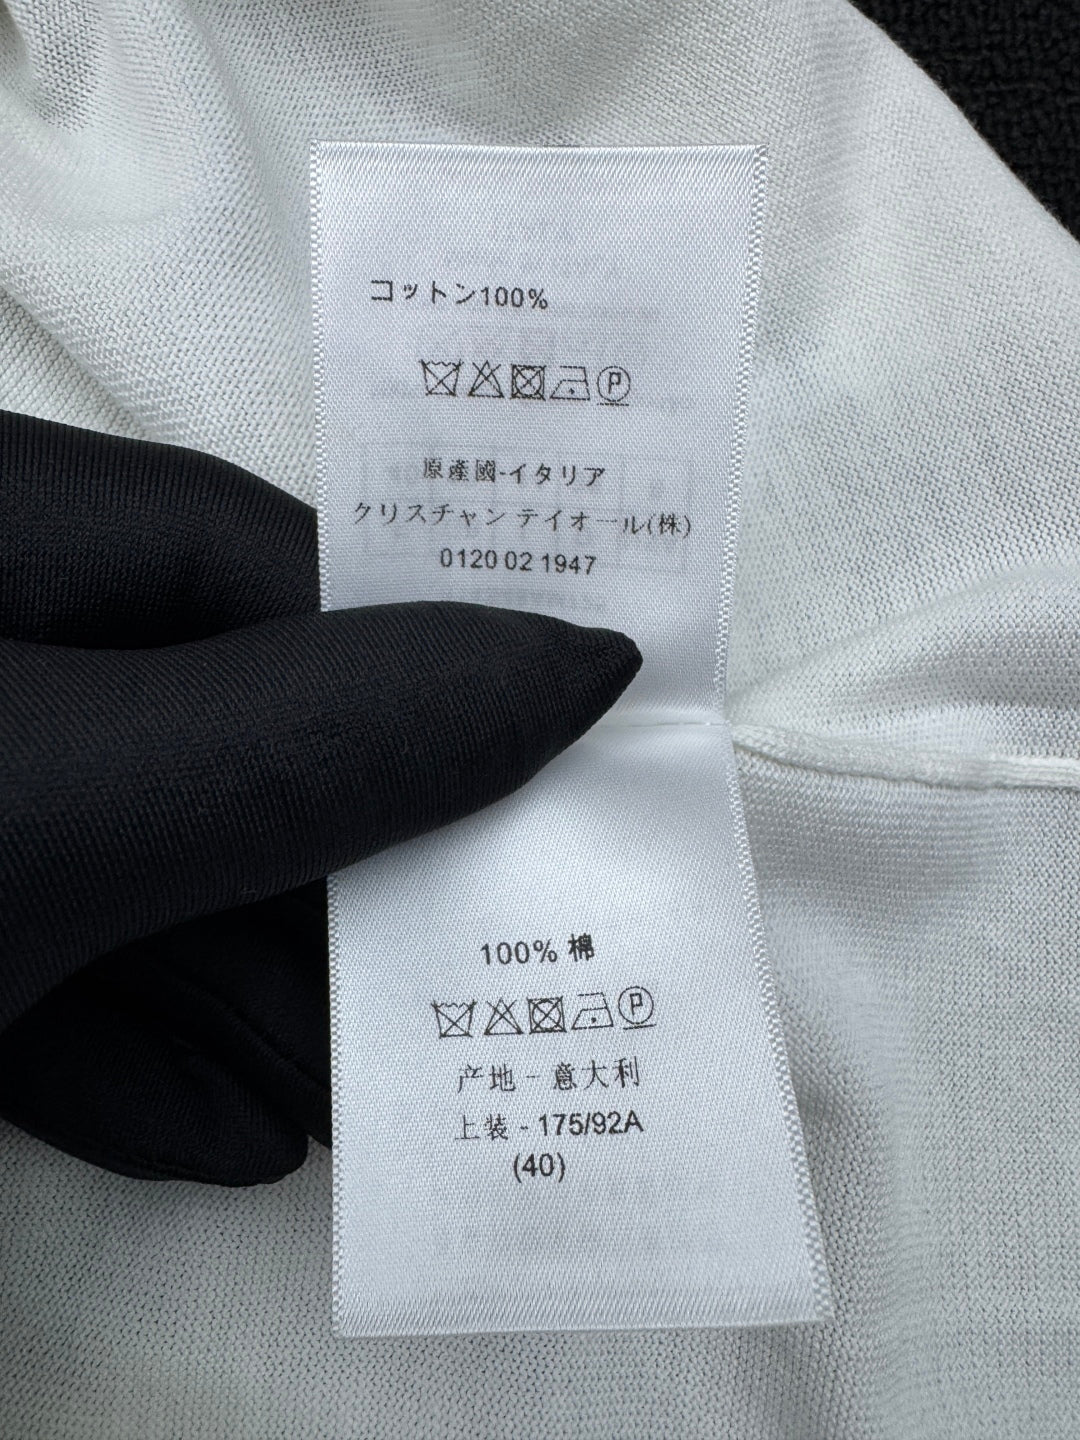 コットン100%
P
原產國-イタリア
クリスチャン テイオール(株)
0120 02 1947
100% 棉
P
产地 - 意大利
上装 - 175/92A
(40)